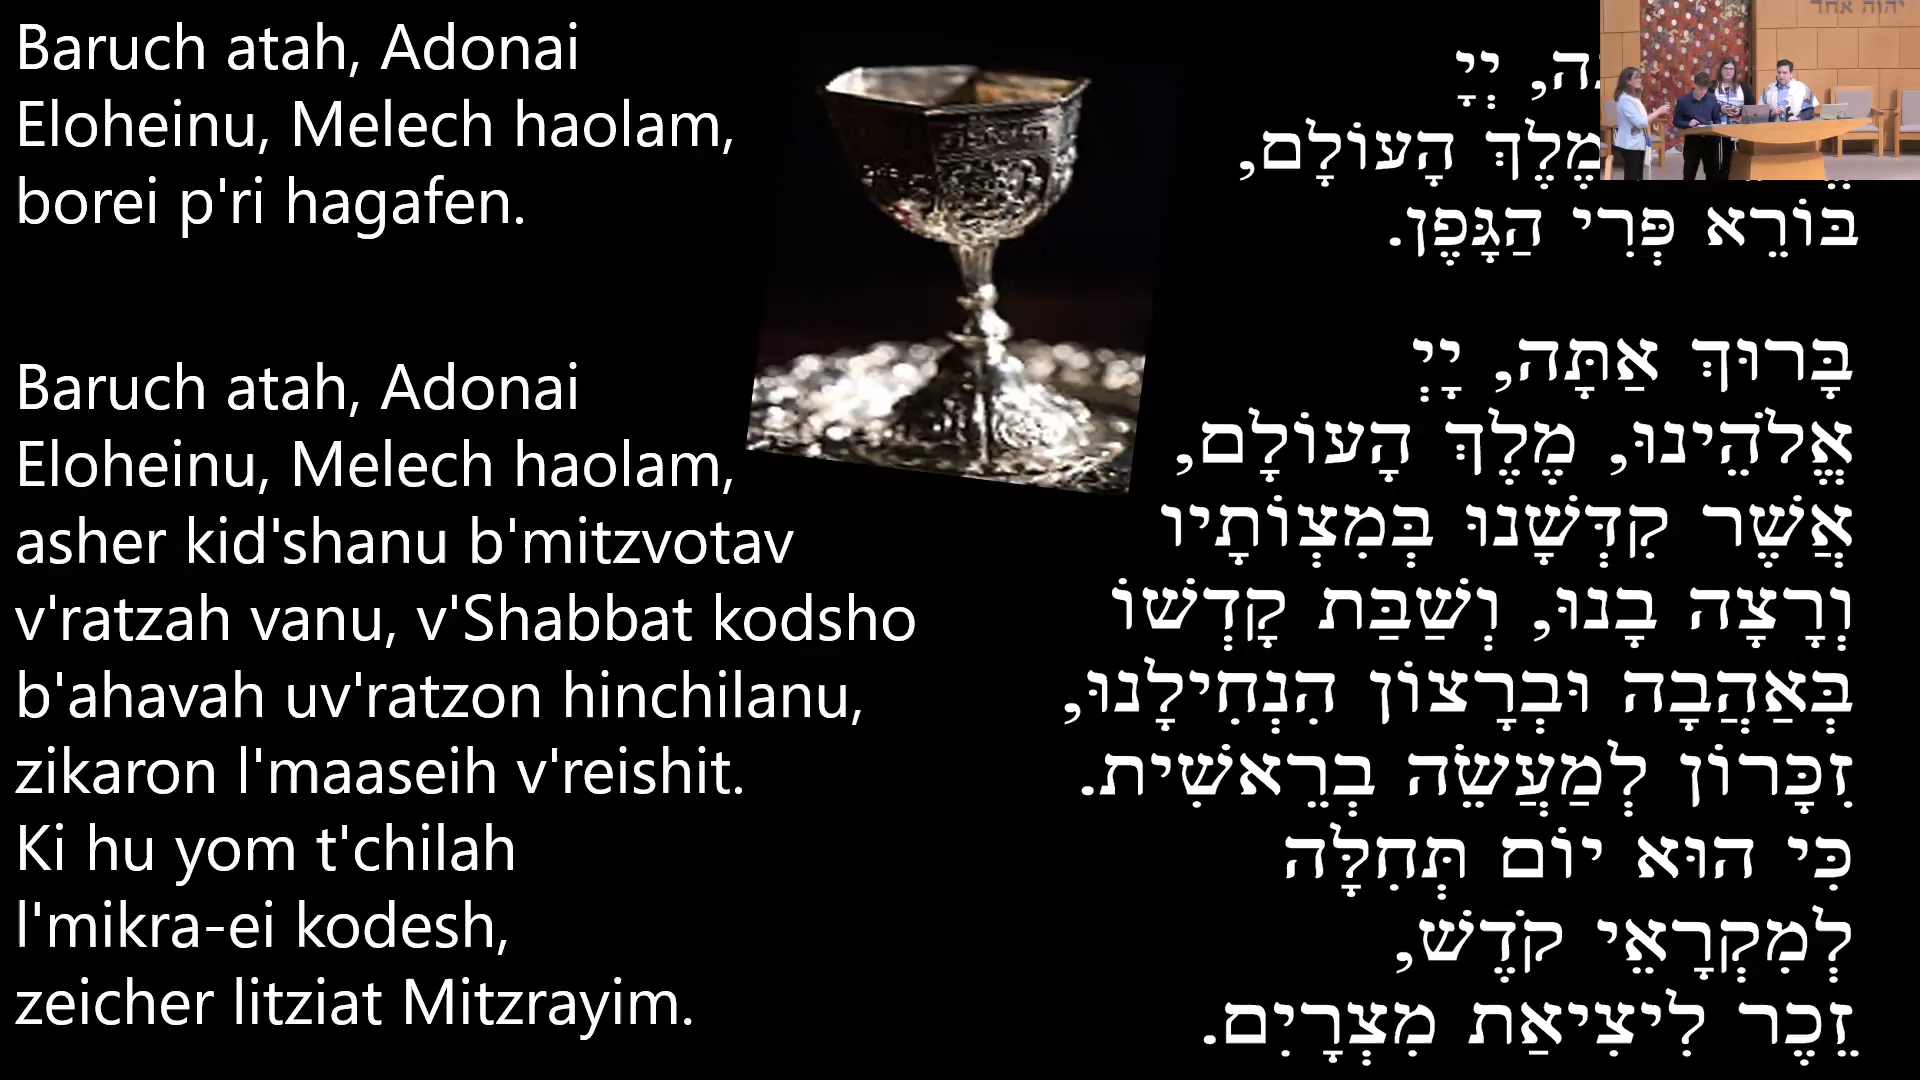 Baruch atah, Adonai
Eloheinu, Melech haolam,
borei p'ri hagafen.
Baruch atah, Adonai
Eloheinu, Melech haolam,
asher kid'shanu b'mitzvotav
v'ratzah vanu, v'Shabbat kodsho
b'ahavah uv'ratzon hinchilanu,
zikaron l'maaseih v'reishit.
Ki hu yom t'chilah
l'mikra-ei kodesh,
zeicher litziat Mitzrayim.
יְיָ
מֶלֶךְ הָעוֹלָם,
בּוֹרֵא פְּרִי הַגָּפֶן.
בָּרוּךְ אַתָּה, יְיָ
אֱלֹהֵינוּ, מֶלֶךְ הָעוֹלָם,
אֲשֶׁר קִדְּשָׁנוּ בְּמִצְוֹתָיו
וְרָצָה בָנוּ, וְשַׁבַּת קָדְשׁוֹ
בְּאַהֲבָה וּבְרָצוֹן הִנְחִילָנוּ,
זִכָּרוֹן לְמַעֲשֵׂה בְרֵאשִׁית.
כִּי הוּא יוֹם תְּחִלָּה
לְמִקְרָאֵי קֹדֶשׁ,
זֵכֶר לִיצִיאַת מִצְרָיִם.
יהוה אחד